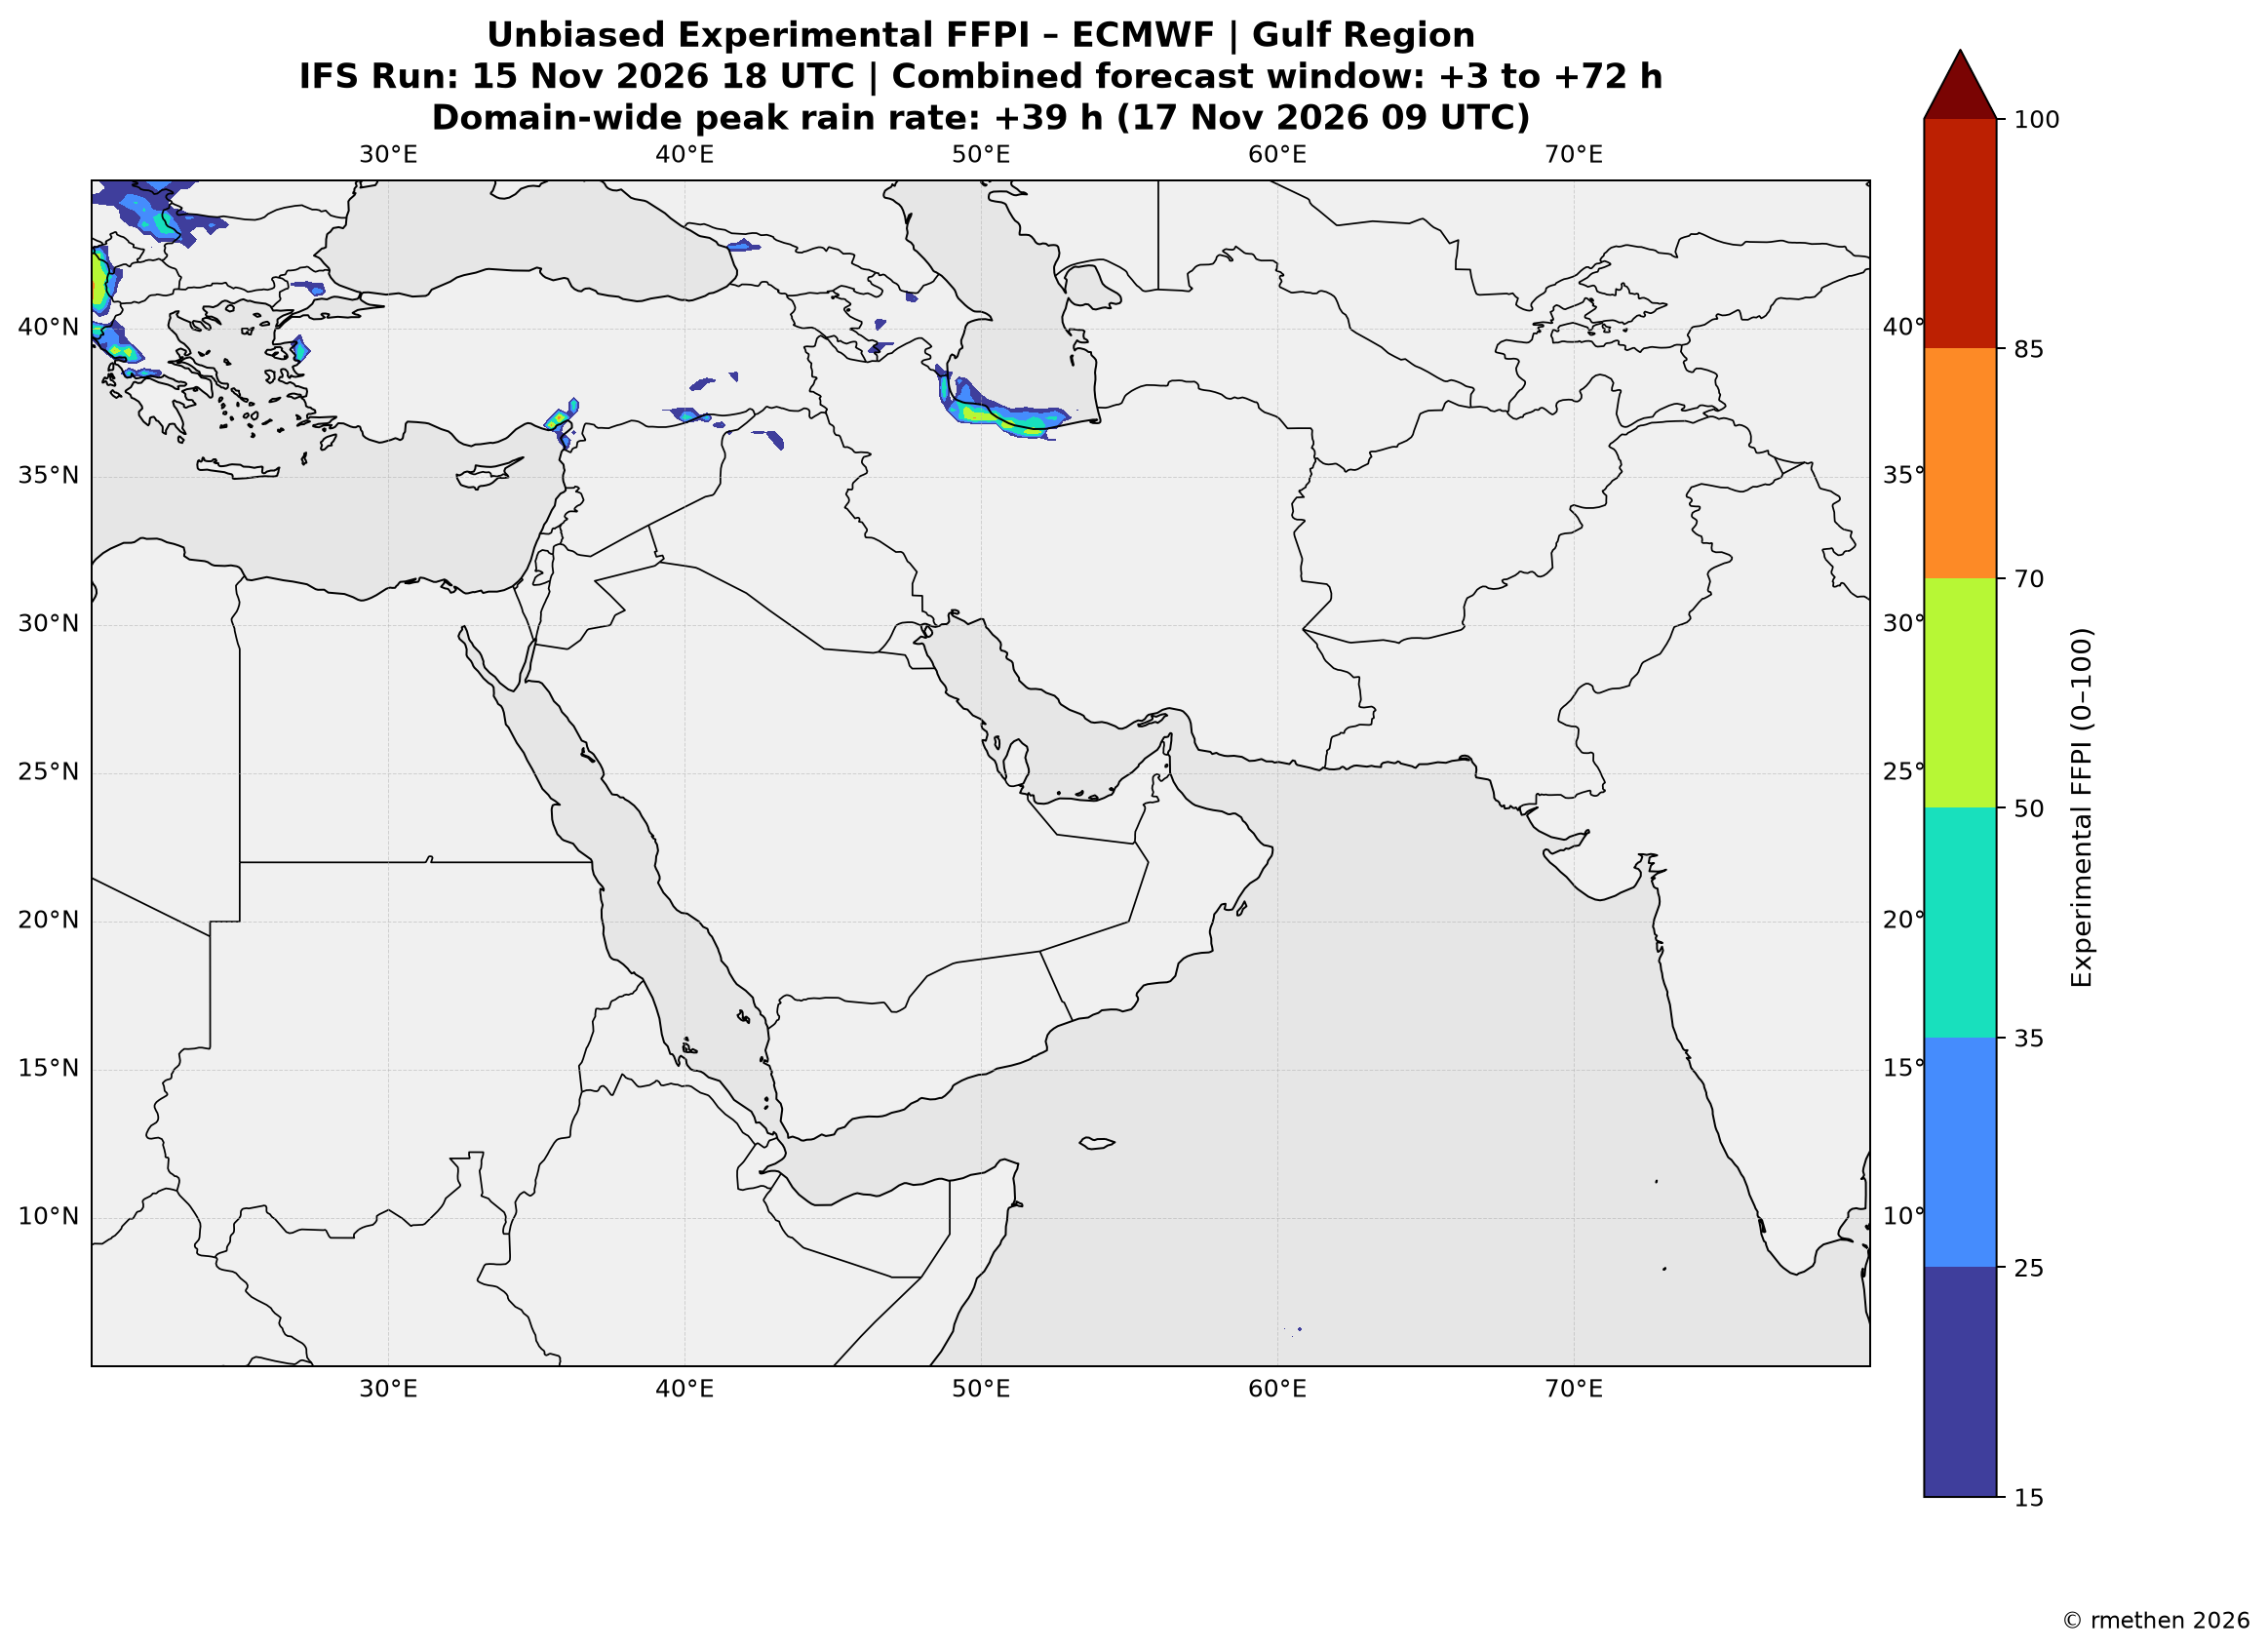 Unbiased Experimental FFPI – ECMWF | Gulf Region
IFS Run: 15 Nov 2026 18 UTC | Combined forecast window: +3 to +72 h
Domain-wide peak rain rate: +39 h (17 Nov 2026 09 UTC)
30°E 40°E 50°E 60°E 70°E
40°N 40°
35°N 35°
30°N 30°
25°N 25°
20°N 20°
15°N 15°
10°N 10°
30°E 40°E 50°E 60°E 70°E
100
85
70
50
35
25
15
Experimental FFPI (0–100)
© rmethen 2026